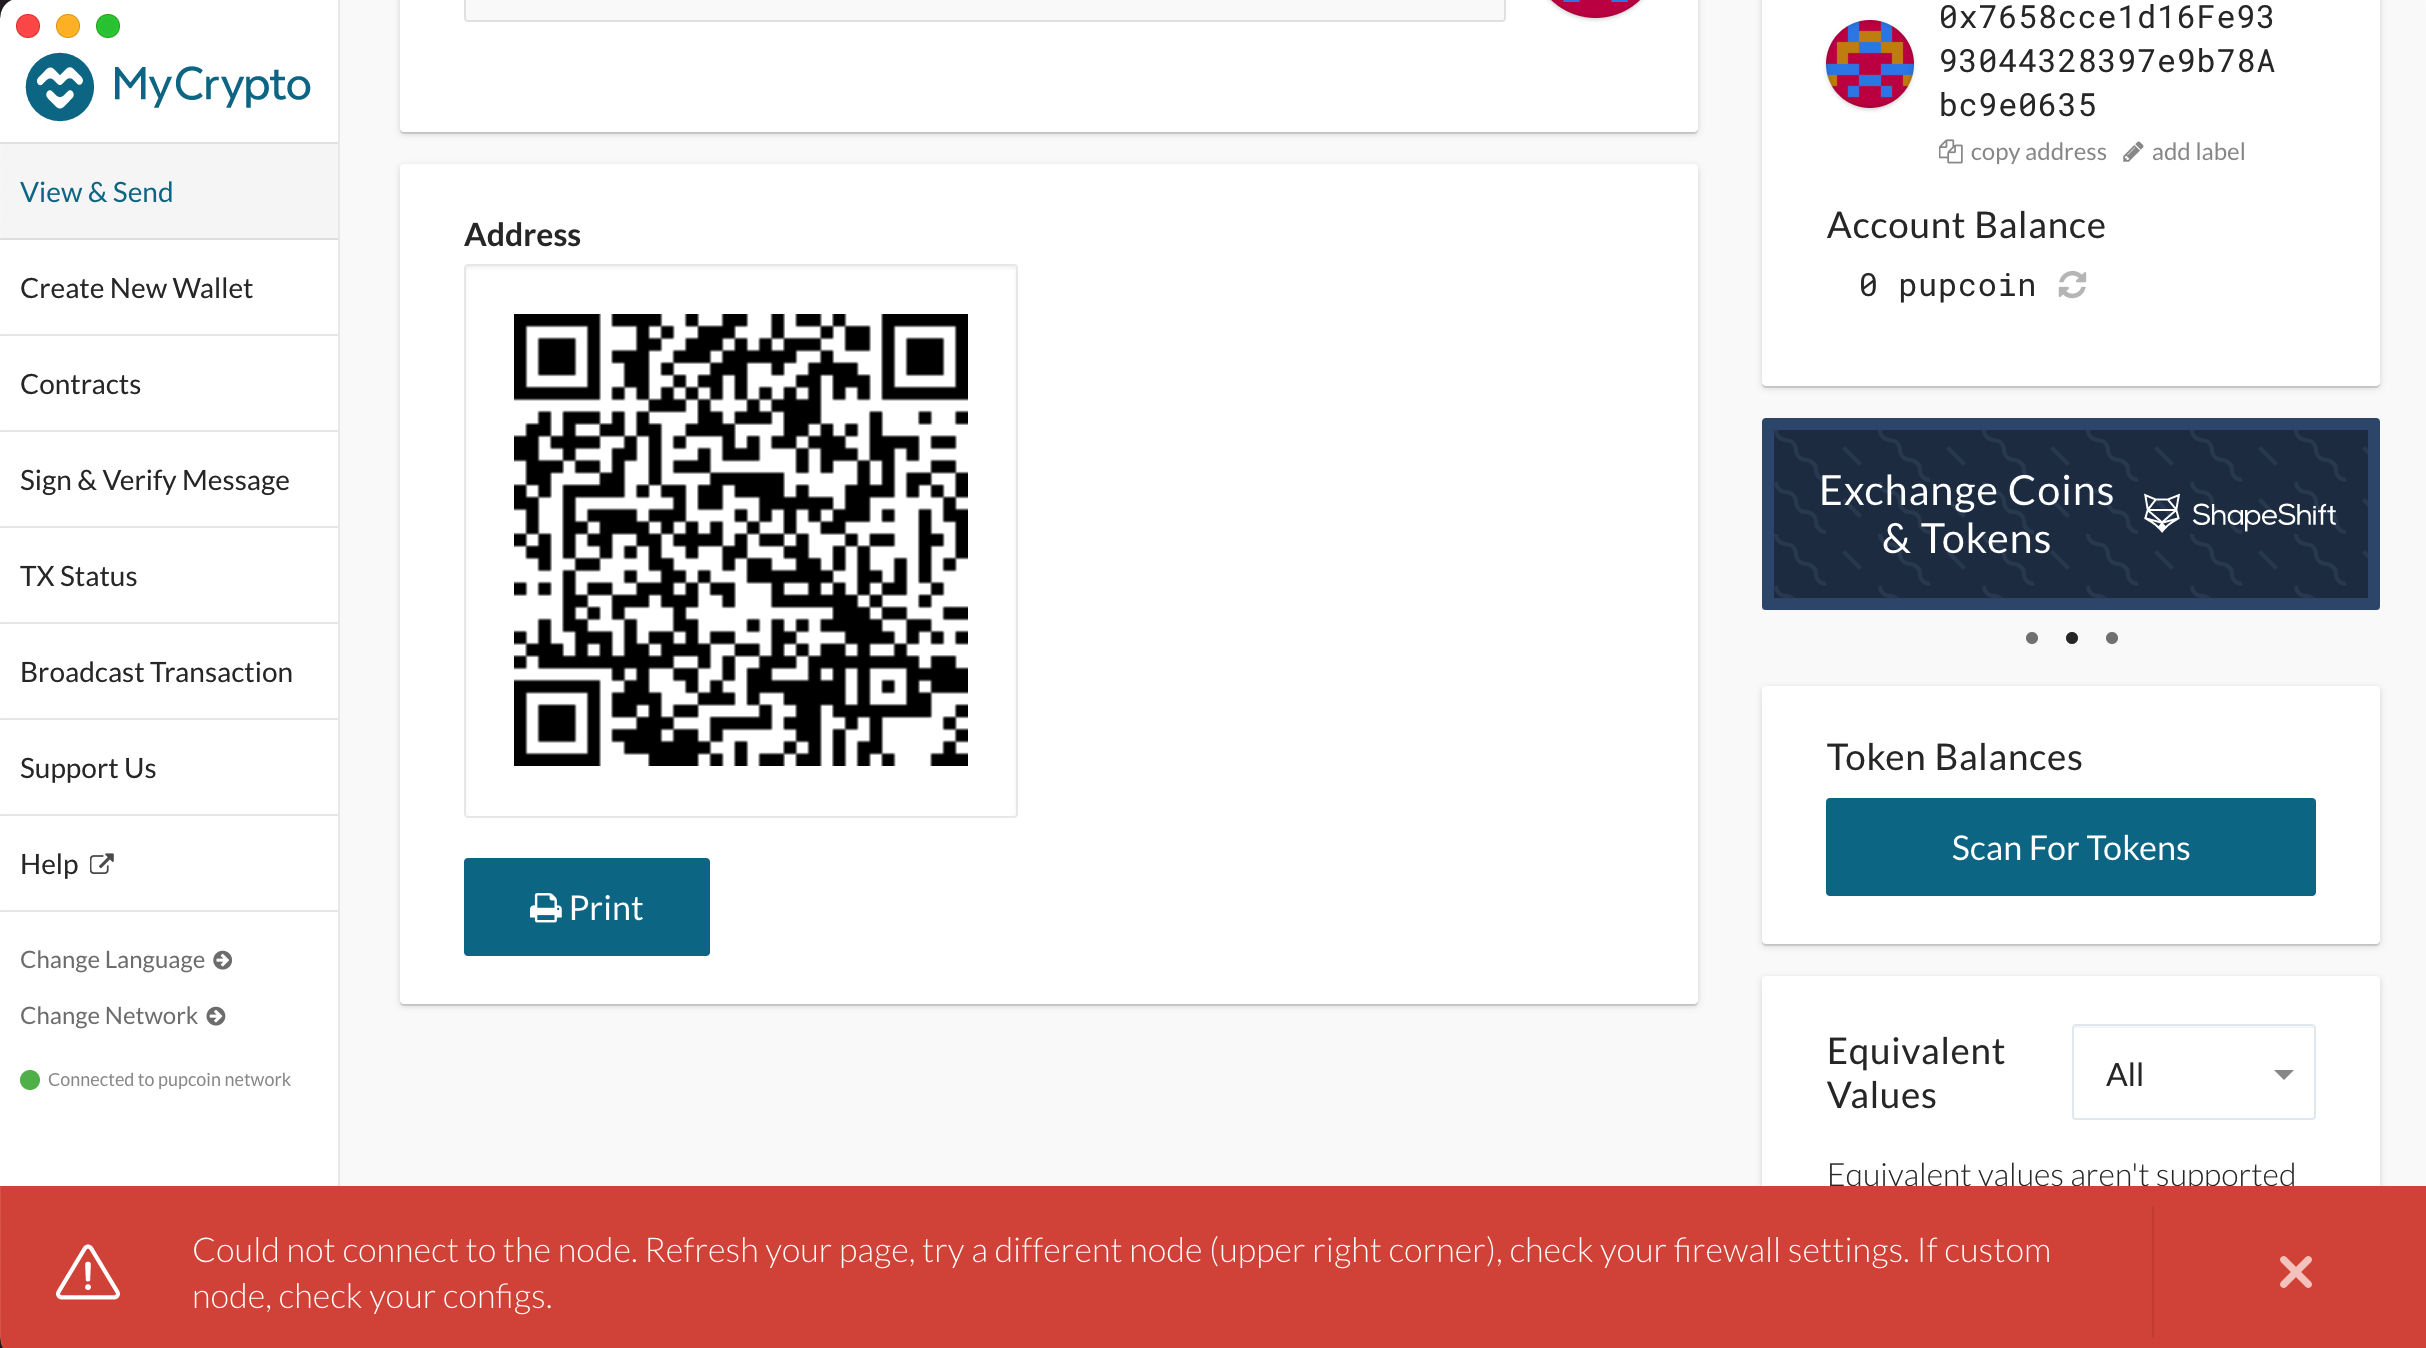 MyCrypto
View & Send
Create New Wallet
Contracts
Sign & Verify Message
TX Status
Broadcast Transaction
Support Us
Help
Change Language
Change Network
Connected to pupcoin network
Address
Print
0x7658cce1d16Fe93
93044328397e9b78A
bc9e0635
copy address add label
Account Balance
0 pupcoin
Exchange Coins
& Tokens
ShapeShift
Token Balances
Scan For Tokens
Equivalent
Values
All
Equivalent values aren't supported
Could not connect to the node. Refresh your page, try a different node (upper right corner), check your firewall settings. If custom
node, check your configs.